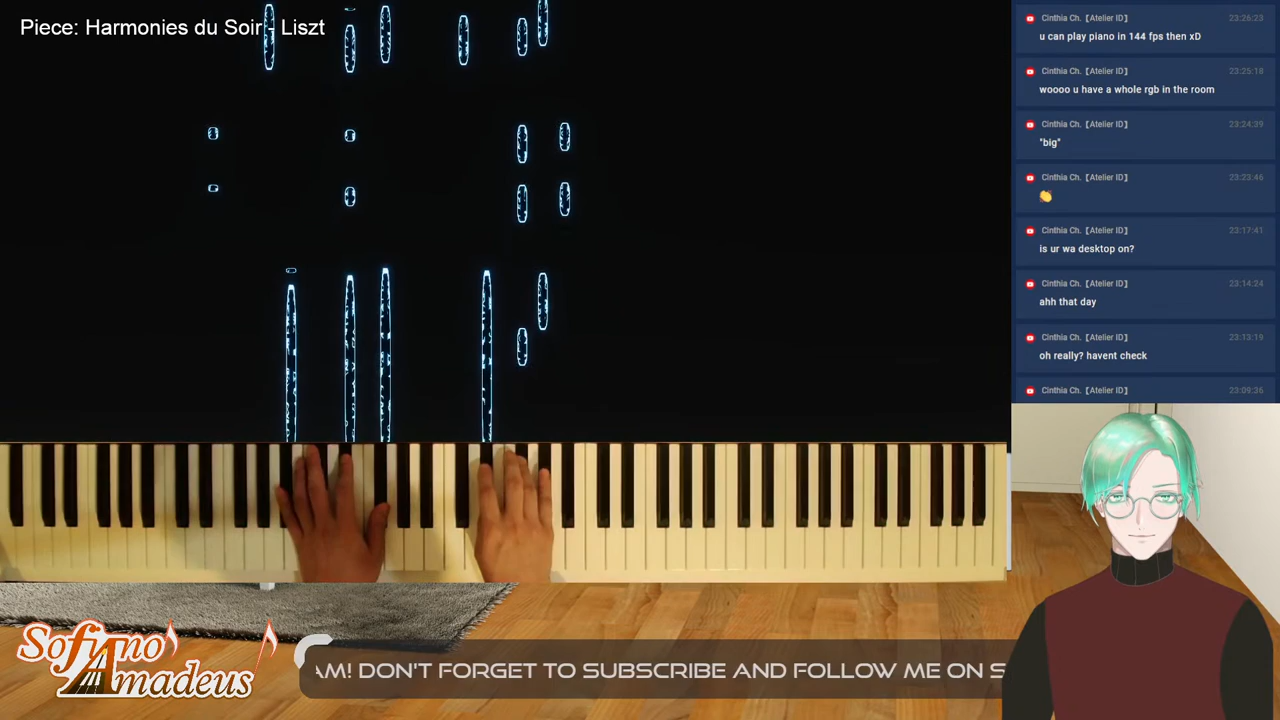 Piece: Harmonies du Soir - Liszt
Cinthia Ch.【Atelier ID】 23:26:23
u can play piano in 144 fps then xD
Cinthia Ch.【Atelier ID】 23:25:18
woooo u have a whole rgb in the room
Cinthia Ch.【Atelier ID】 23:24:39
"big"
Cinthia Ch.【Atelier ID】 23:23:46
👏
Cinthia Ch.【Atelier ID】 23:17:41
is ur wa desktop on?
Cinthia Ch.【Atelier ID】 23:14:24
ahh that day
Cinthia Ch.【Atelier ID】 23:13:19
oh really? havent check
Cinthia Ch.【Atelier ID】 23:09:36
Sofiano
Amadeus
AM! DON'T FORGET TO SUBSCRIBE AND FOLLOW ME ON S